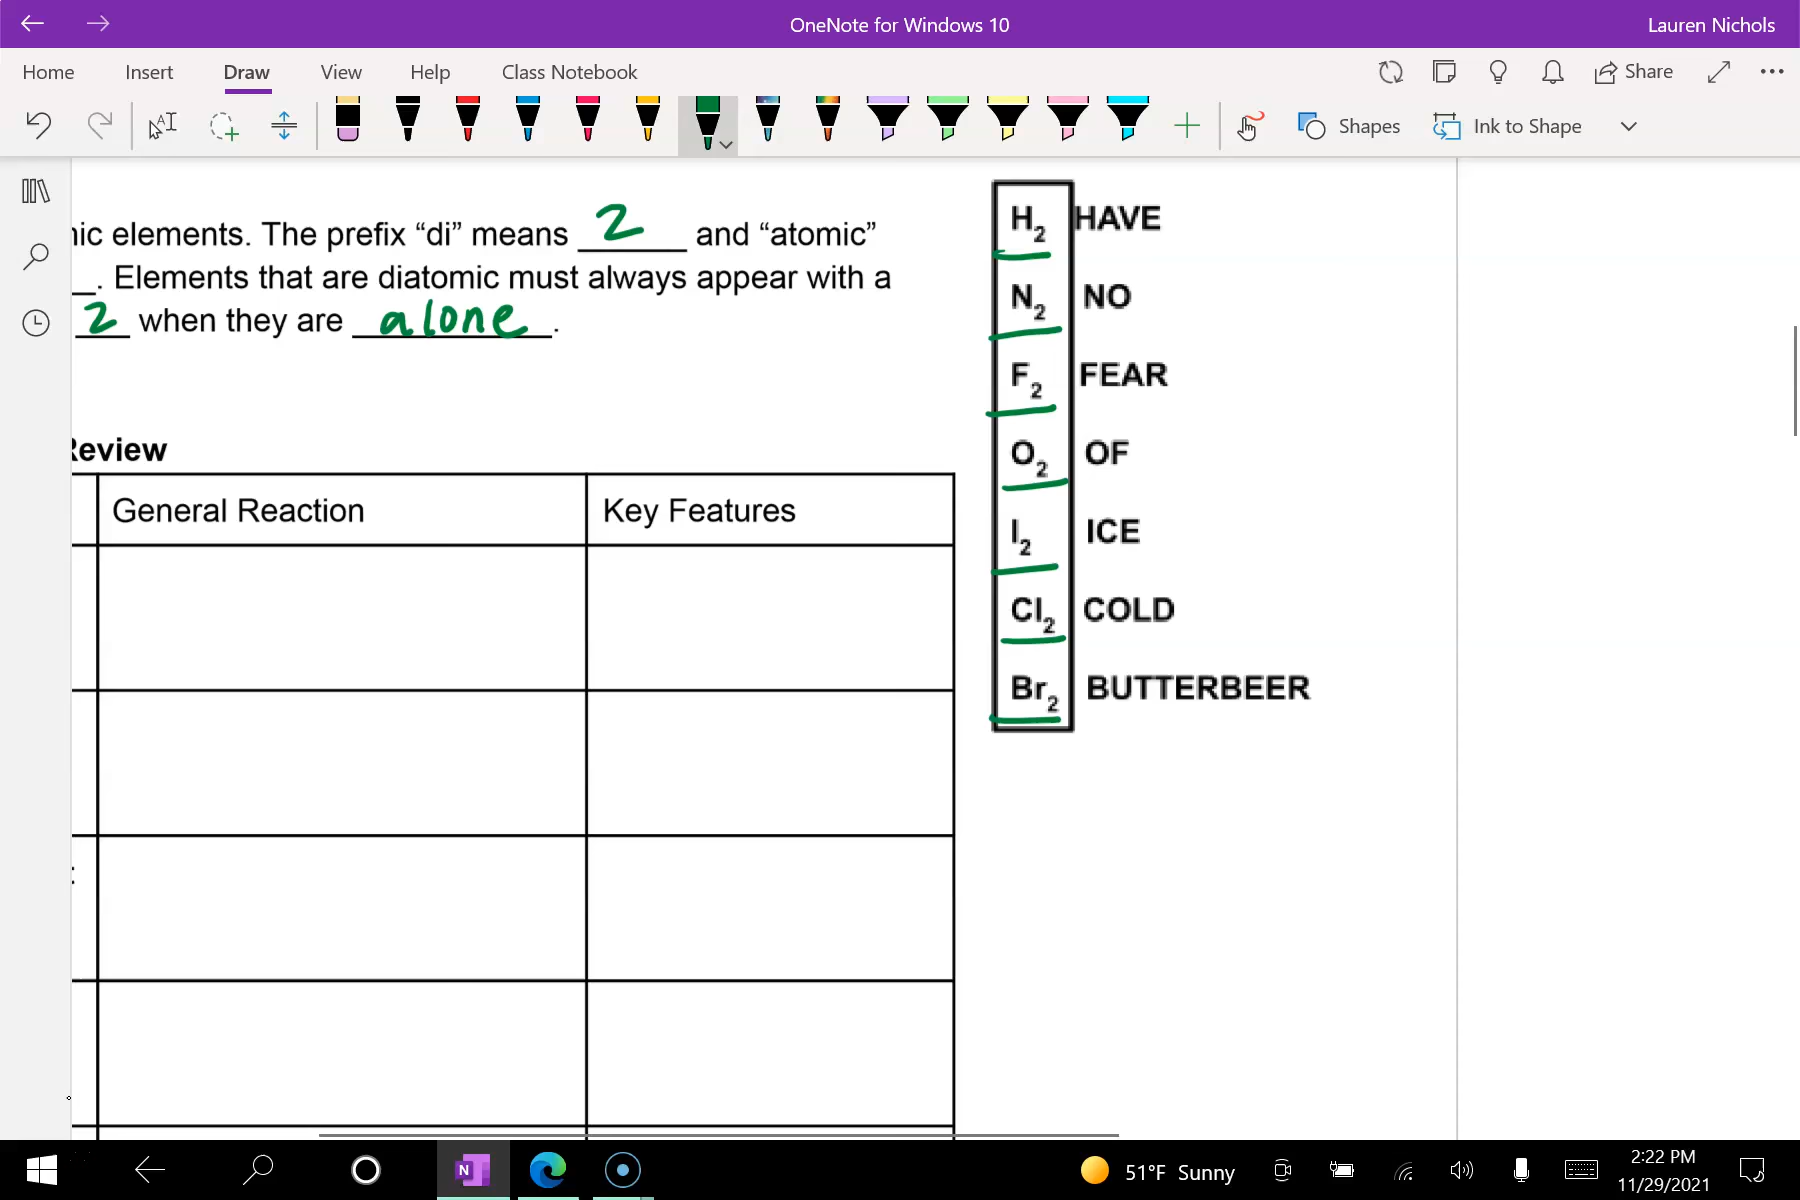 OneNote for Windows 10
Lauren Nichols
Home Insert Draw View Help Class Notebook
Share
Shapes
Ink to Shape
nic elements. The prefix “di” means 2 and “atomic”
. Elements that are diatomic must always appear with a
2 when they are alone.
Review
General Reaction
Key Features
:
H₂ HAVE
N₂ NO
F₂ FEAR
O₂ OF
I₂ ICE
Cl₂ COLD
Br₂ BUTTERBEER
51°F Sunny
2:22 PM
11/29/2021